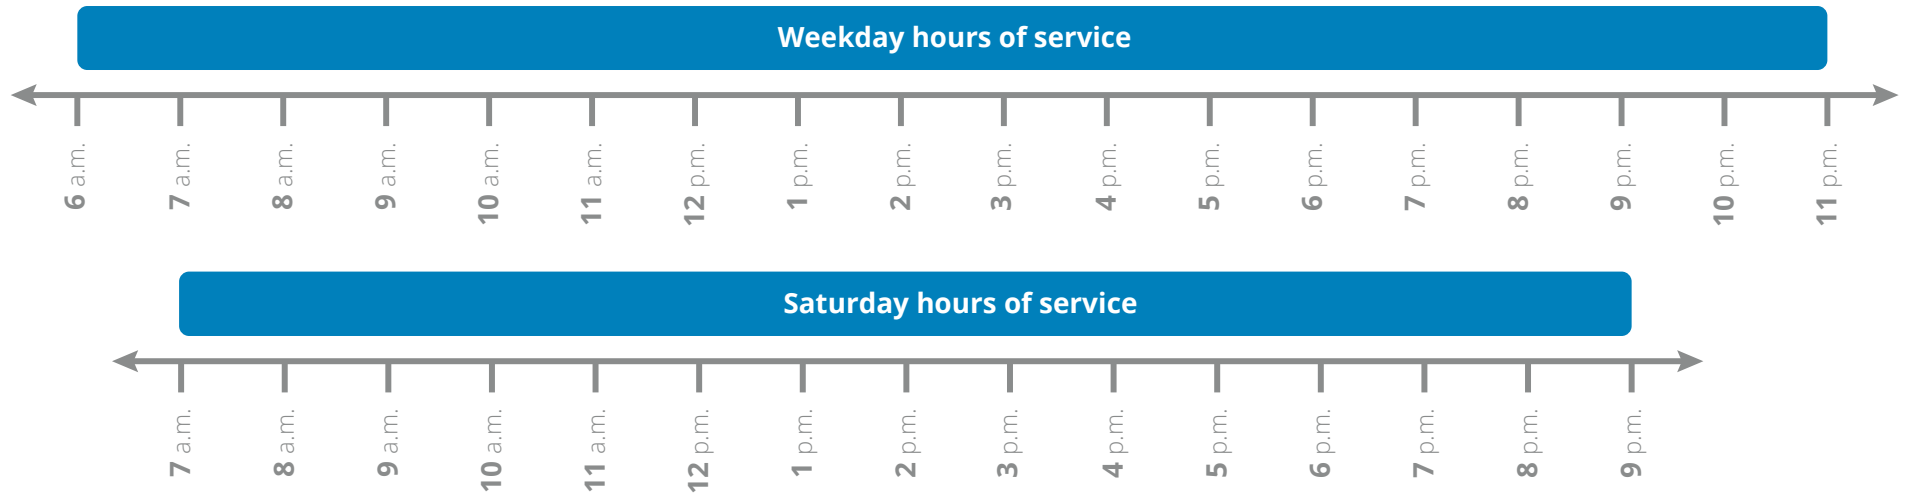 Weekday hours of service
6 a.m.
7 a.m.
8 a.m.
9 a.m.
10 a.m.
11 a.m.
12 p.m.
1 p.m.
2 p.m.
3 p.m.
4 p.m.
5 p.m.
6 p.m.
7 p.m.
8 p.m.
9 p.m.
10 p.m.
11 p.m.
Saturday hours of service
7 a.m.
8 a.m.
9 a.m.
10 a.m.
11 a.m.
12 p.m.
1 p.m.
2 p.m.
3 p.m.
4 p.m.
5 p.m.
6 p.m.
7 p.m.
8 p.m.
9 p.m.